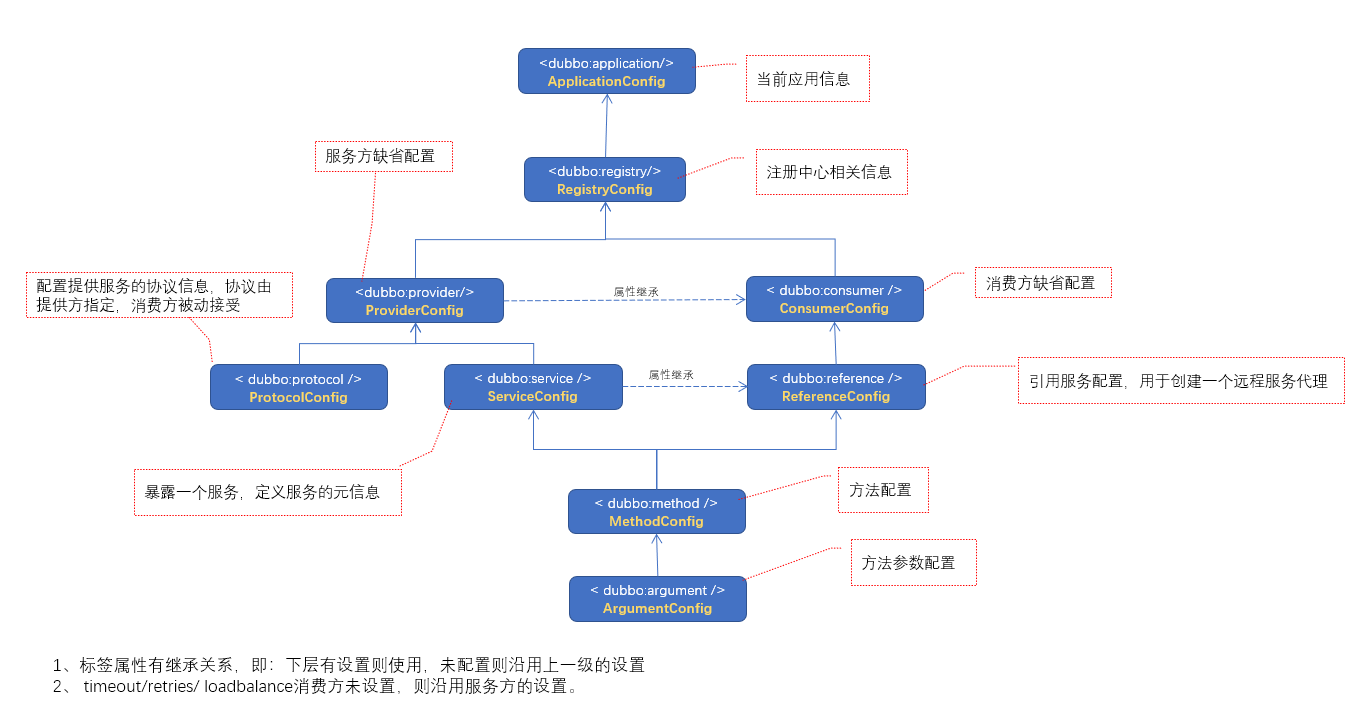 <dubbo:application/>
ApplicationConfig
当前应用信息
服务方缺省配置
<dubbo:registry/>
RegistryConfig
注册中心相关信息
配置提供服务的协议信息，协议由
提供方指定，消费方被动接受
<dubbo:provider/>
ProviderConfig
属性继承
< dubbo:consumer />
ConsumerConfig
消费方缺省配置
< dubbo:protocol />
ProtocolConfig
< dubbo:service />
ServiceConfig
属性继承
< dubbo:reference />
ReferenceConfig
引用服务配置，用于创建一个远程服务代理
暴露一个服务，定义服务的元信息
< dubbo:method />
MethodConfig
方法配置
< dubbo:argument />
ArgumentConfig
方法参数配置
1、标签属性有继承关系，即：下层有设置则使用，未配置则沿用上一级的设置
2、 timeout/retries/ loadbalance消费方未设置，则沿用服务方的设置。